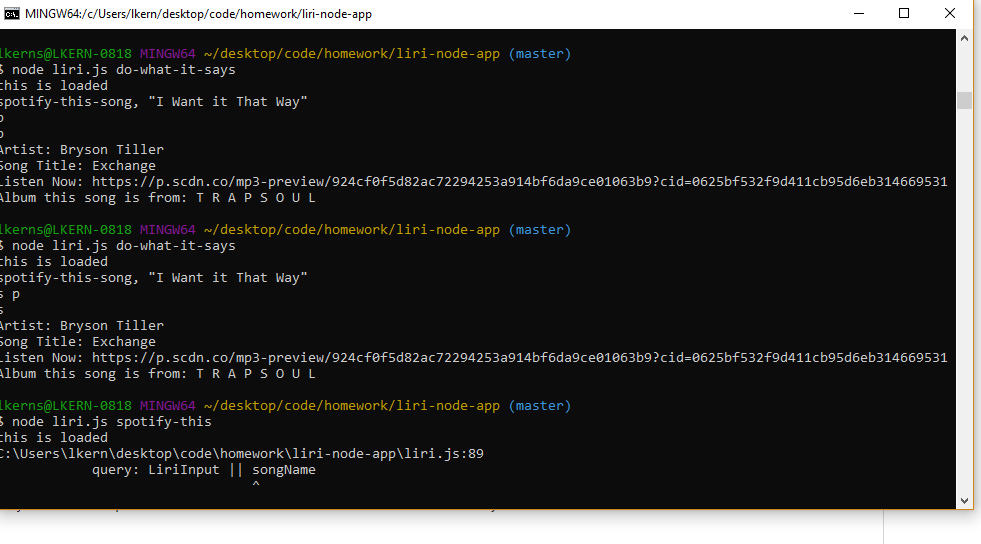 MINGW64:/c/Users/lkern/desktop/code/homework/liri-node-app
lkerns@LKERN-0818 MINGW64 ~/desktop/code/homework/liri-node-app (master)
$ node liri.js do-what-it-says
this is loaded
spotify-this-song, "I Want it That Way"
p
p
Artist: Bryson Tiller
Song Title: Exchange
Listen Now: https://p.scdn.co/mp3-preview/924cf0f5d82ac72294253a914bf6da9ce01063b9?cid=0625bf532f9d411cb95d6eb314669531
Album this song is from: T R A P S O U L
lkerns@LKERN-0818 MINGW64 ~/desktop/code/homework/liri-node-app (master)
$ node liri.js do-what-it-says
this is loaded
spotify-this-song, "I Want it That Way"
s p
s
Artist: Bryson Tiller
Song Title: Exchange
Listen Now: https://p.scdn.co/mp3-preview/924cf0f5d82ac72294253a914bf6da9ce01063b9?cid=0625bf532f9d411cb95d6eb314669531
Album this song is from: T R A P S O U L
lkerns@LKERN-0818 MINGW64 ~/desktop/code/homework/liri-node-app (master)
$ node liri.js spotify-this
this is loaded
C:\Users\lkern\desktop\code\homework\liri-node-app\liri.js:89
query: LiriInput || songName
^